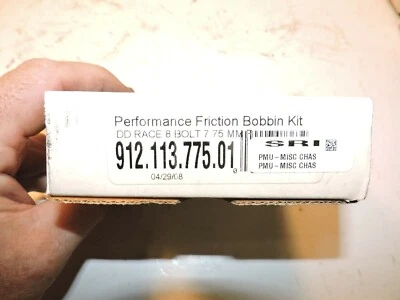 Performance Friction Bobbin Kit
DD RACE 8 BOLT 7.75 MM
912.113.775.01
04/29/08
SRI
PMU-MISC CHAS
PMU-MISC CHAS